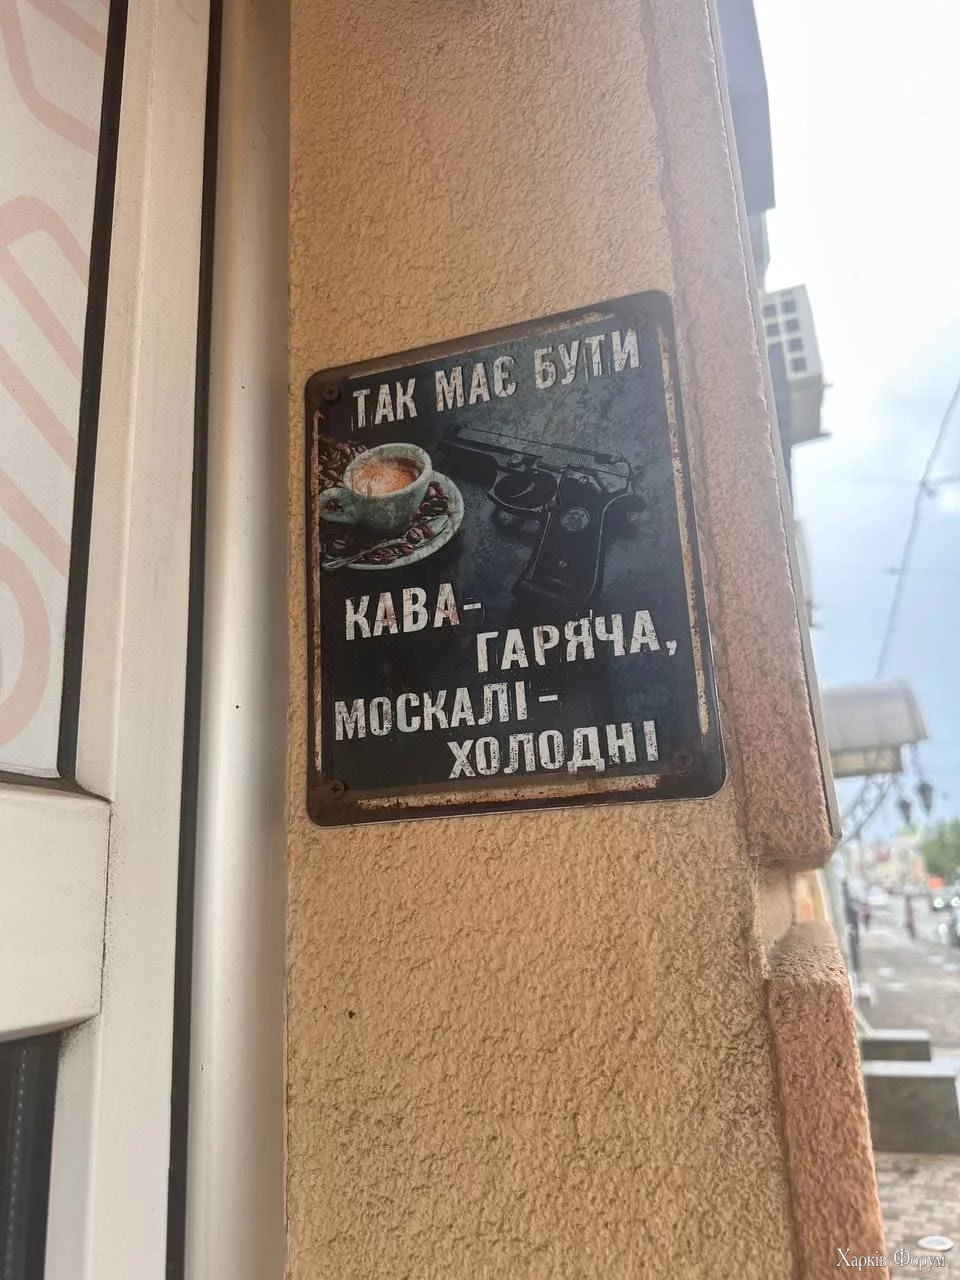 ТАК МАЄ БУТИ
КАВА-
ГАРЯЧА,
МОСКАЛІ-
ХОЛОДНІ
Харків Форум